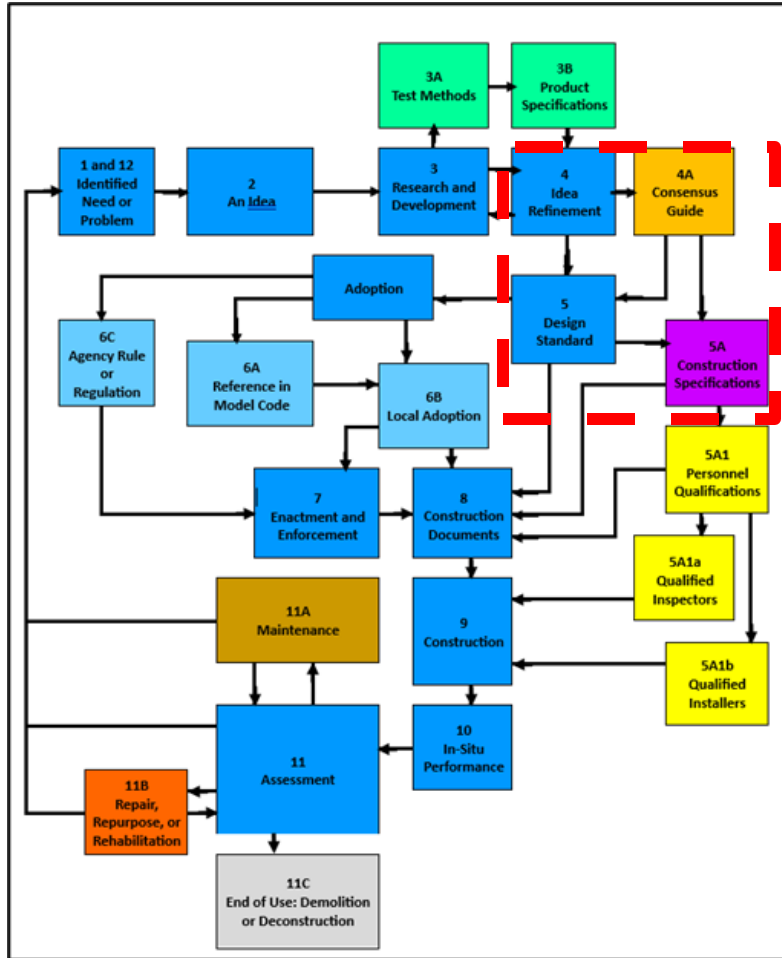 3A
Test Methods
3B
Product
Specifications
1 and 12
Identified
Need or
Problem
2
An Idea
3
Research and
Development
4
Idea
Refinement
4A
Consensus
Guide
Adoption
5
Design
Standard
6C
Agency Rule
or
Regulation
6A
Reference in
Model Code
6B
Local Adoption
5A
Construction
Specifications
5A1
Personnel
Qualifications
7
Enactment and
Enforcement
8
Construction
Documents
5A1a
Qualified
Inspectors
11A
Maintenance
9
Construction
5A1b
Qualified
Installers
11
Assessment
10
In-Situ
Performance
11B
Repair,
Repurpose, or
Rehabilitation
11C
End of Use: Demolition
or Deconstruction